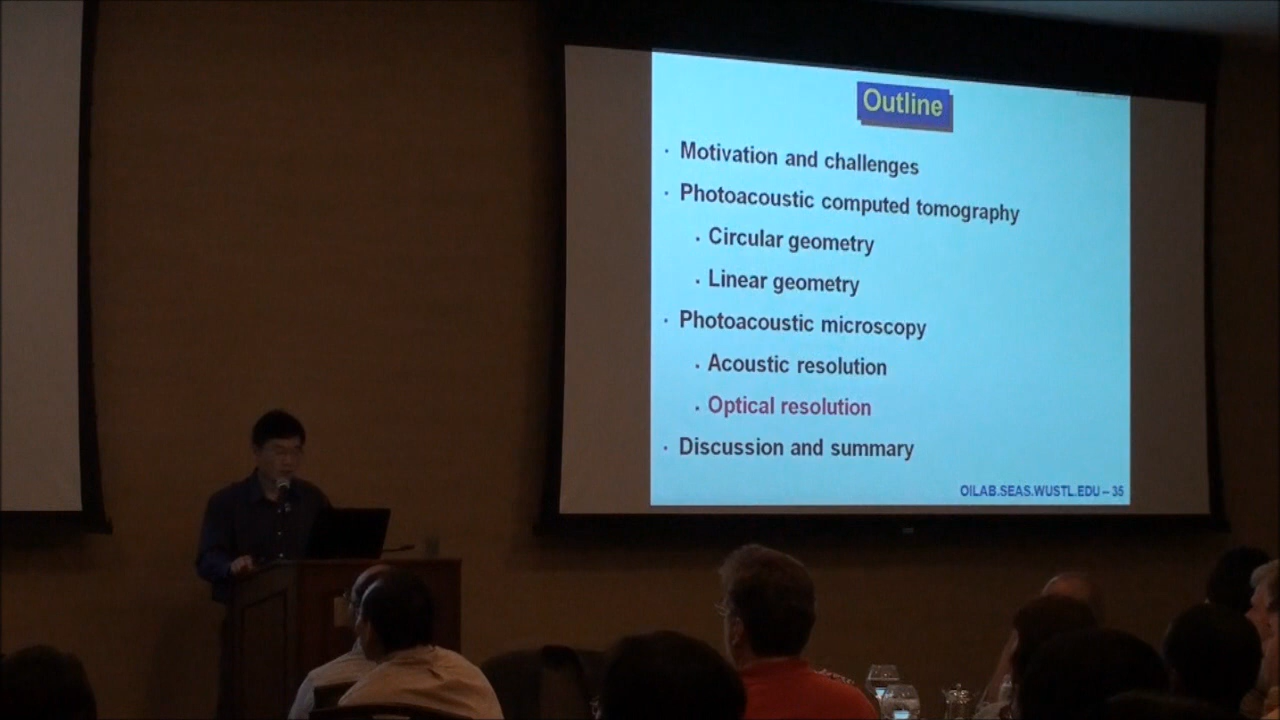 Outline
· Motivation and challenges
· Photoacoustic computed tomography
· Circular geometry
· Linear geometry
· Photoacoustic microscopy
· Acoustic resolution
· Optical resolution
· Discussion and summary
OILAB.SEAS.WUSTL.EDU – 35